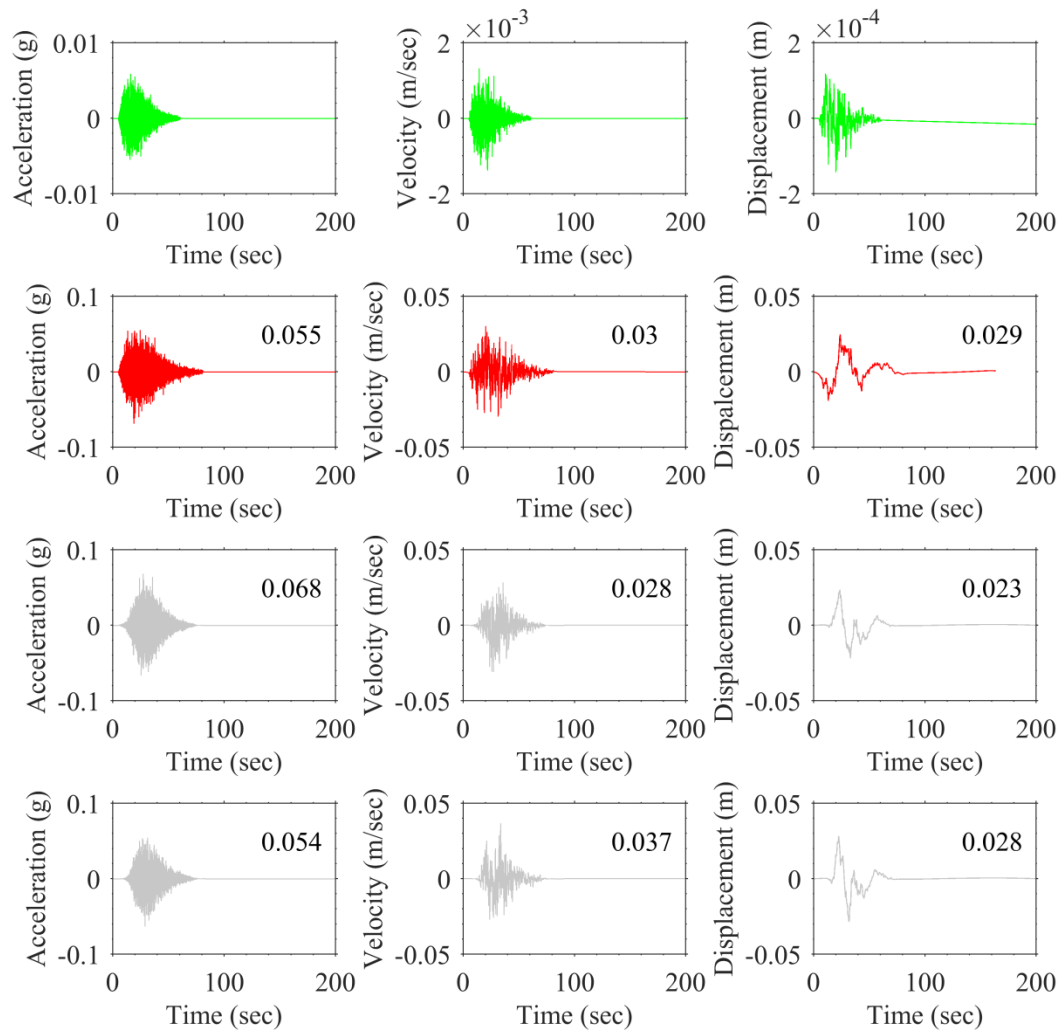 ×10⁻³ ×10⁻⁴
Acceleration (g) 0.01 0 -0.01 0 100 200 Time (sec)
Velocity (m/sec) 2 0 -2 0 100 200 Time (sec)
Displacement (m) 2 0 -2 0 100 200 Time (sec)
Acceleration (g) 0.1 0 -0.1 0.055 0 100 200 Time (sec)
Velocity (m/sec) 0.05 0 -0.05 0.03 0 100 200 Time (sec)
Dispalcement (m) 0.05 0 -0.05 0.029 0 100 200 Time (sec)
Acceleration (g) 0.1 0 -0.1 0.068 0 100 200 Time (sec)
Velocity (m/sec) 0.05 0 -0.05 0.028 0 100 200 Time (sec)
Displacement (m) 0.05 0 -0.05 0.023 0 100 200 Time (sec)
Acceleration (g) 0.1 0 -0.1 0.054 0 100 200 Time (sec)
Velocity (m/sec) 0.05 0 -0.05 0.037 0 100 200 Time (sec)
Displacement (m) 0.05 0 -0.05 0.028 0 100 200 Time (sec)